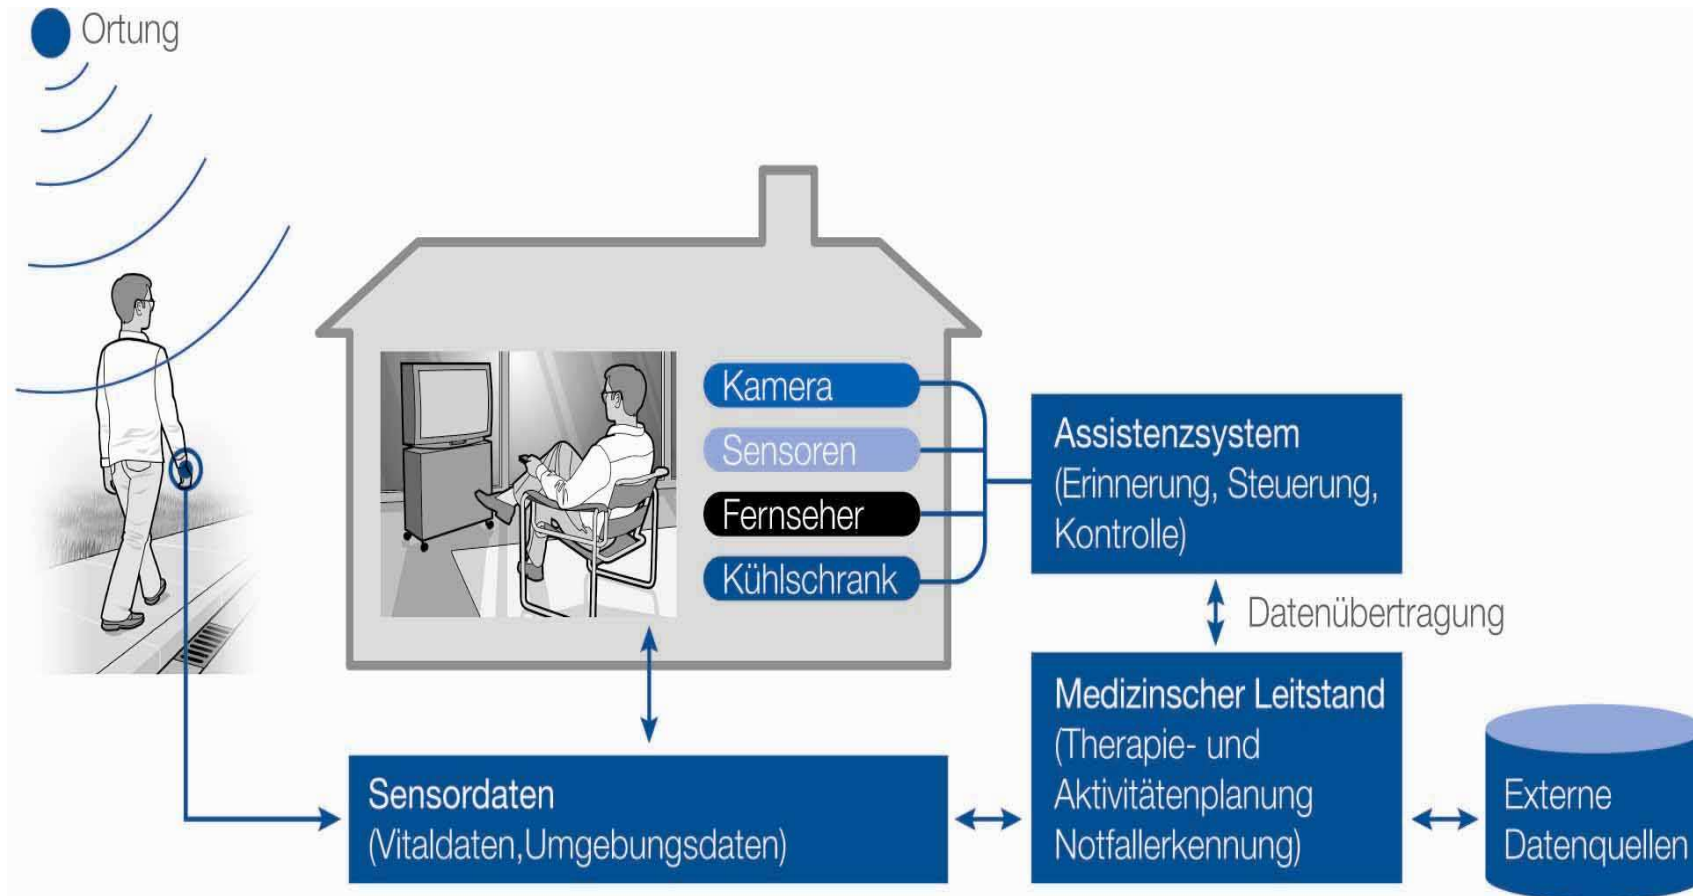 Ortung
Kamera
Sensoren
Fernseher
Kühlschrank
Assistenzsystem
(Erinnerung, Steuerung,
Kontrolle)
Datenübertragung
Medizinscher Leitstand
(Therapie- und
Aktivitätenplanung
Notfallerkennung)
Sensordaten
(Vitaldaten,Umgebungsdaten)
Externe
Datenquellen